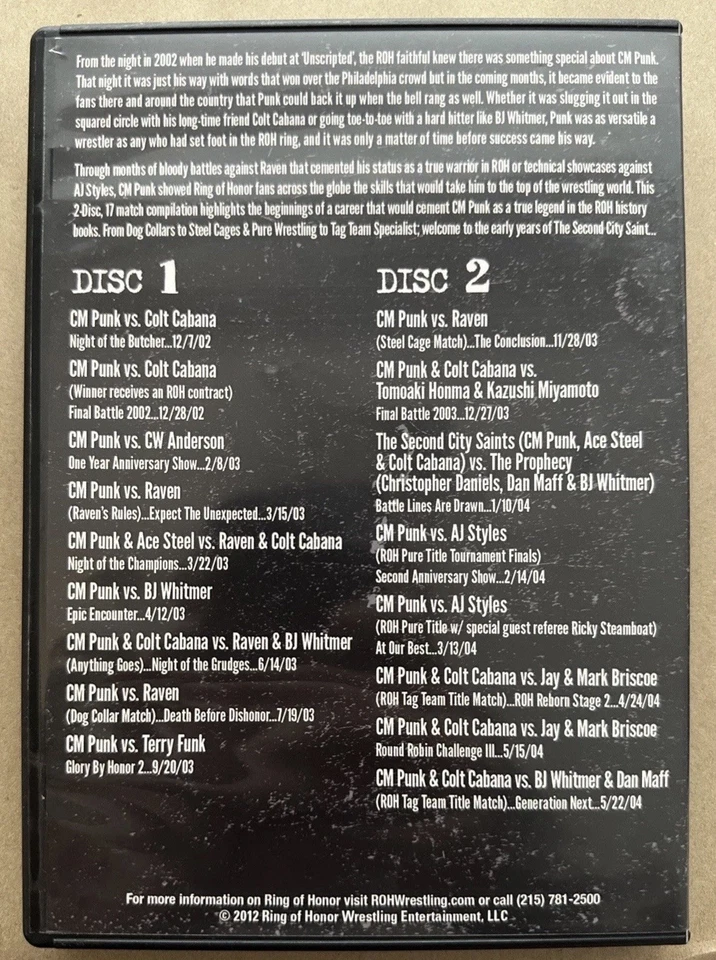 From the night in 2002 when he made his debut at 'Unscripted', the ROH faithful knew there was something special about CM Punk.
That night it was just his way with words that won over the Philadelphia crowd but in the coming months, it became evident to the
fans there and around the country that Punk could back it up when the bell rang as well. Whether it was slugging it out in the
squared circle with his long-time friend Colt Cabana or going toe-to-toe with a hard hitter like BJ Whitmer, Punk was as versatile a
wrestler as any who had set foot in the ROH ring, and it was only a matter of time before success came his way.
Through months of bloody battles against Raven that cemented his status as a true warrior in ROH or technical showcases against
AJ Styles, CM Punk showed Ring of Honor fans across the globe the skills that would take him to the top of the wrestling world. This
2-Disc, 17 match compilation highlights the beginnings of a career that would cement CM Punk as a true legend in the ROH history
books. From Dog Collars to Steel Cages & Pure Wrestling to Tag Team Specialist; welcome to the early years of The Second City Saint...
DISC 1
CM Punk vs. Colt Cabana
Night of the Butcher...12/7/02
CM Punk vs. Colt Cabana
(Winner receives an ROH contract)
Final Battle 2002...12/28/02
CM Punk vs. CW Anderson
One Year Anniversary Show...2/8/03
CM Punk vs. Raven
(Raven's Rules)...Expect The Unexpected...3/15/03
CM Punk & Ace Steel vs. Raven & Colt Cabana
Night of the Champions...3/22/03
CM Punk vs. BJ Whitmer
Epic Encounter...4/12/03
CM Punk & Colt Cabana vs. Raven & BJ Whitmer
(Anything Goes)...Night of the Grudges...6/14/03
CM Punk vs. Raven
(Dog Collar Match)...Death Before Dishonor...7/19/03
CM Punk vs. Terry Funk
Glory By Honor 2...9/20/03
DISC 2
CM Punk vs. Raven
(Steel Cage Match)...The Conclusion...11/28/03
CM Punk & Colt Cabana vs.
Tomoaki Honma & Kazushi Miyamoto
Final Battle 2003...12/27/03
The Second City Saints (CM Punk, Ace Steel
& Colt Cabana) vs. The Prophecy
(Christopher Daniels, Dan Maff & BJ Whitmer)
Battle Lines Are Drawn...1/10/04
CM Punk vs. AJ Styles
(ROH Pure Title Tournament Finals)
Second Anniversary Show...2/14/04
CM Punk vs. AJ Styles
(ROH Pure Title w/ special guest referee Ricky Steamboat)
At Our Best...3/13/04
CM Punk & Colt Cabana vs. Jay & Mark Briscoe
(ROH Tag Team Title Match)...ROH Reborn Stage 2...4/24/04
CM Punk & Colt Cabana vs. Jay & Mark Briscoe
Round Robin Challenge III...5/15/04
CM Punk & Colt Cabana vs. BJ Whitmer & Dan Maff
(ROH Tag Team Title Match)...Generation Next...5/22/04
For more information on Ring of Honor visit ROHWrestling.com or call (215) 781-2500
© 2012 Ring of Honor Wrestling Entertainment, LLC